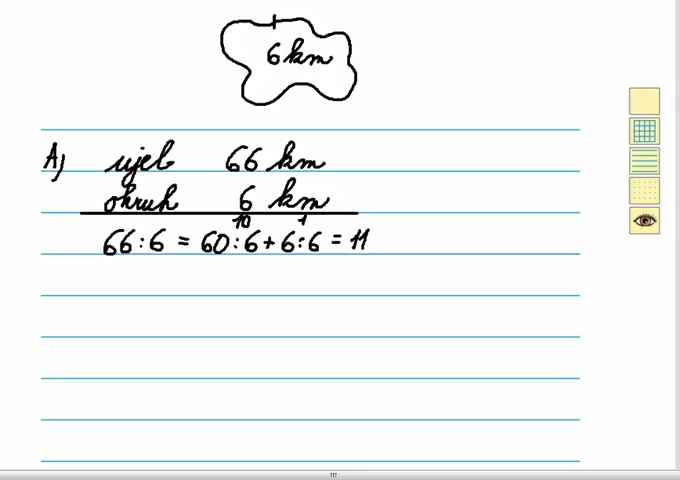 6 km
A) ujel 66 km
okruh 6 km
10 1
66:6 = 60:6 + 6:6 = 11